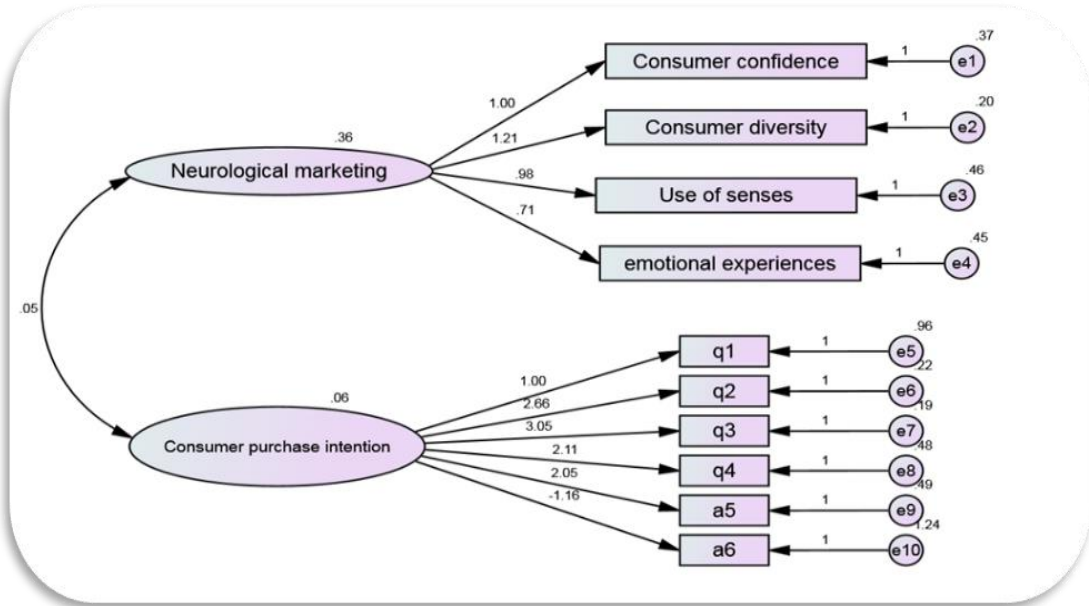 .37
Consumer confidence
1
e1
1.00
.20
Consumer diversity
1
e2
1.21
.36
Neurological marketing
.46
Use of senses
1
e3
.98
.45
emotional experiences
1
e4
.71
.05
.96
q1
1
e5
1.00
.22
q2
1
e6
2.66
.19
q3
1
e7
3.05
.06
Consumer purchase intention
.48
q4
1
e8
2.11
.49
a5
1
e9
2.05
1.24
a6
1
e10
-1.16